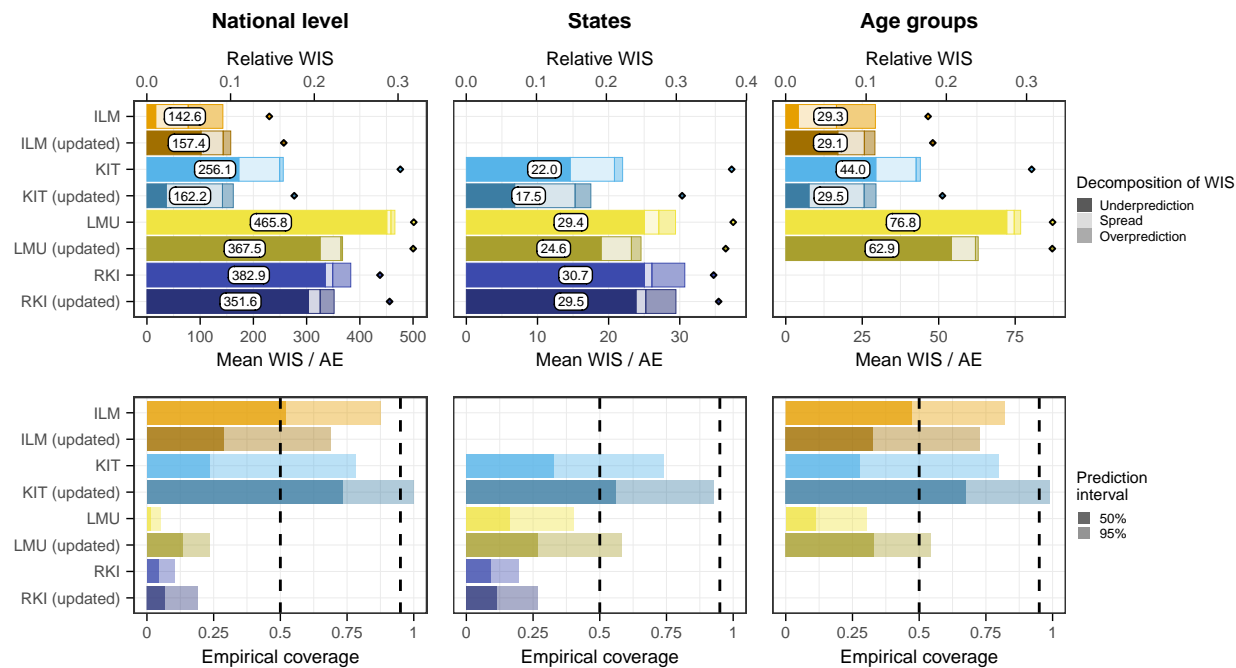 National level
States
Age groups
Relative WIS
Relative WIS
Relative WIS
0.0 0.1 0.2 0.3
0.0 0.1 0.2 0.3 0.4
0.0 0.1 0.2 0.3
ILM
ILM (updated)
KIT
KIT (updated)
LMU
LMU (updated)
RKI
RKI (updated)
142.6
157.4
256.1
162.2
465.8
367.5
382.9
351.6
22.0
17.5
29.4
24.6
30.7
29.5
29.3
29.1
44.0
29.5
76.8
62.9
0 100 200 300 400 500
0 10 20 30
0 25 50 75
Mean WIS / AE
Mean WIS / AE
Mean WIS / AE
Decomposition of WIS
Underprediction
Spread
Overprediction
ILM
ILM (updated)
KIT
KIT (updated)
LMU
LMU (updated)
RKI
RKI (updated)
0 0.25 0.5 0.75 1
0 0.25 0.5 0.75 1
0 0.25 0.5 0.75 1
Empirical coverage
Empirical coverage
Empirical coverage
Prediction
interval
50%
95%